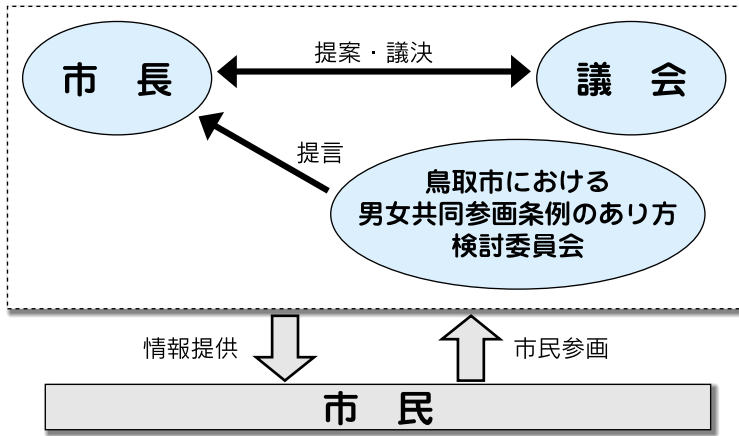 市　長
提案・議決
議　会
提言
鳥取市における
男女共同参画条例のあり方
検討委員会
情報提供
市民参画
市　民